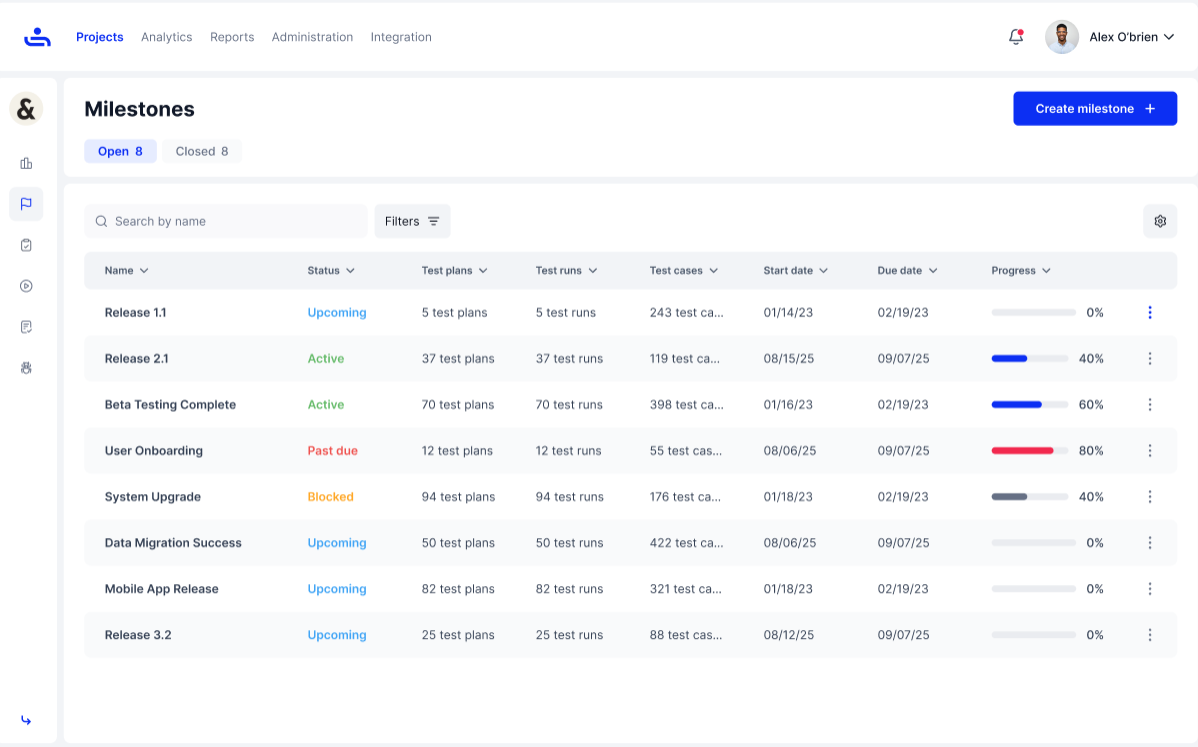 Projects Analytics Reports Administration Integration Alex O'brien
&
Milestones Create milestone +
Open 8 Closed 8
Search by name Filters
Name Status Test plans Test runs Test cases Start date Due date Progress
Release 1.1 Upcoming 5 test plans 5 test runs 243 test ca... 01/14/23 02/19/23 0%
Release 2.1 Active 37 test plans 37 test runs 119 test ca... 08/15/25 09/07/25 40%
Beta Testing Complete Active 70 test plans 70 test runs 398 test ca... 01/16/23 02/19/23 60%
User Onboarding Past due 12 test plans 12 test runs 55 test cas... 08/06/25 09/07/25 80%
System Upgrade Blocked 94 test plans 94 test runs 176 test ca... 01/18/23 02/19/23 40%
Data Migration Success Upcoming 50 test plans 50 test runs 422 test ca... 08/06/25 09/07/25 0%
Mobile App Release Upcoming 82 test plans 82 test runs 321 test ca... 01/18/23 02/19/23 0%
Release 3.2 Upcoming 25 test plans 25 test runs 88 test cas... 08/12/25 09/07/25 0%